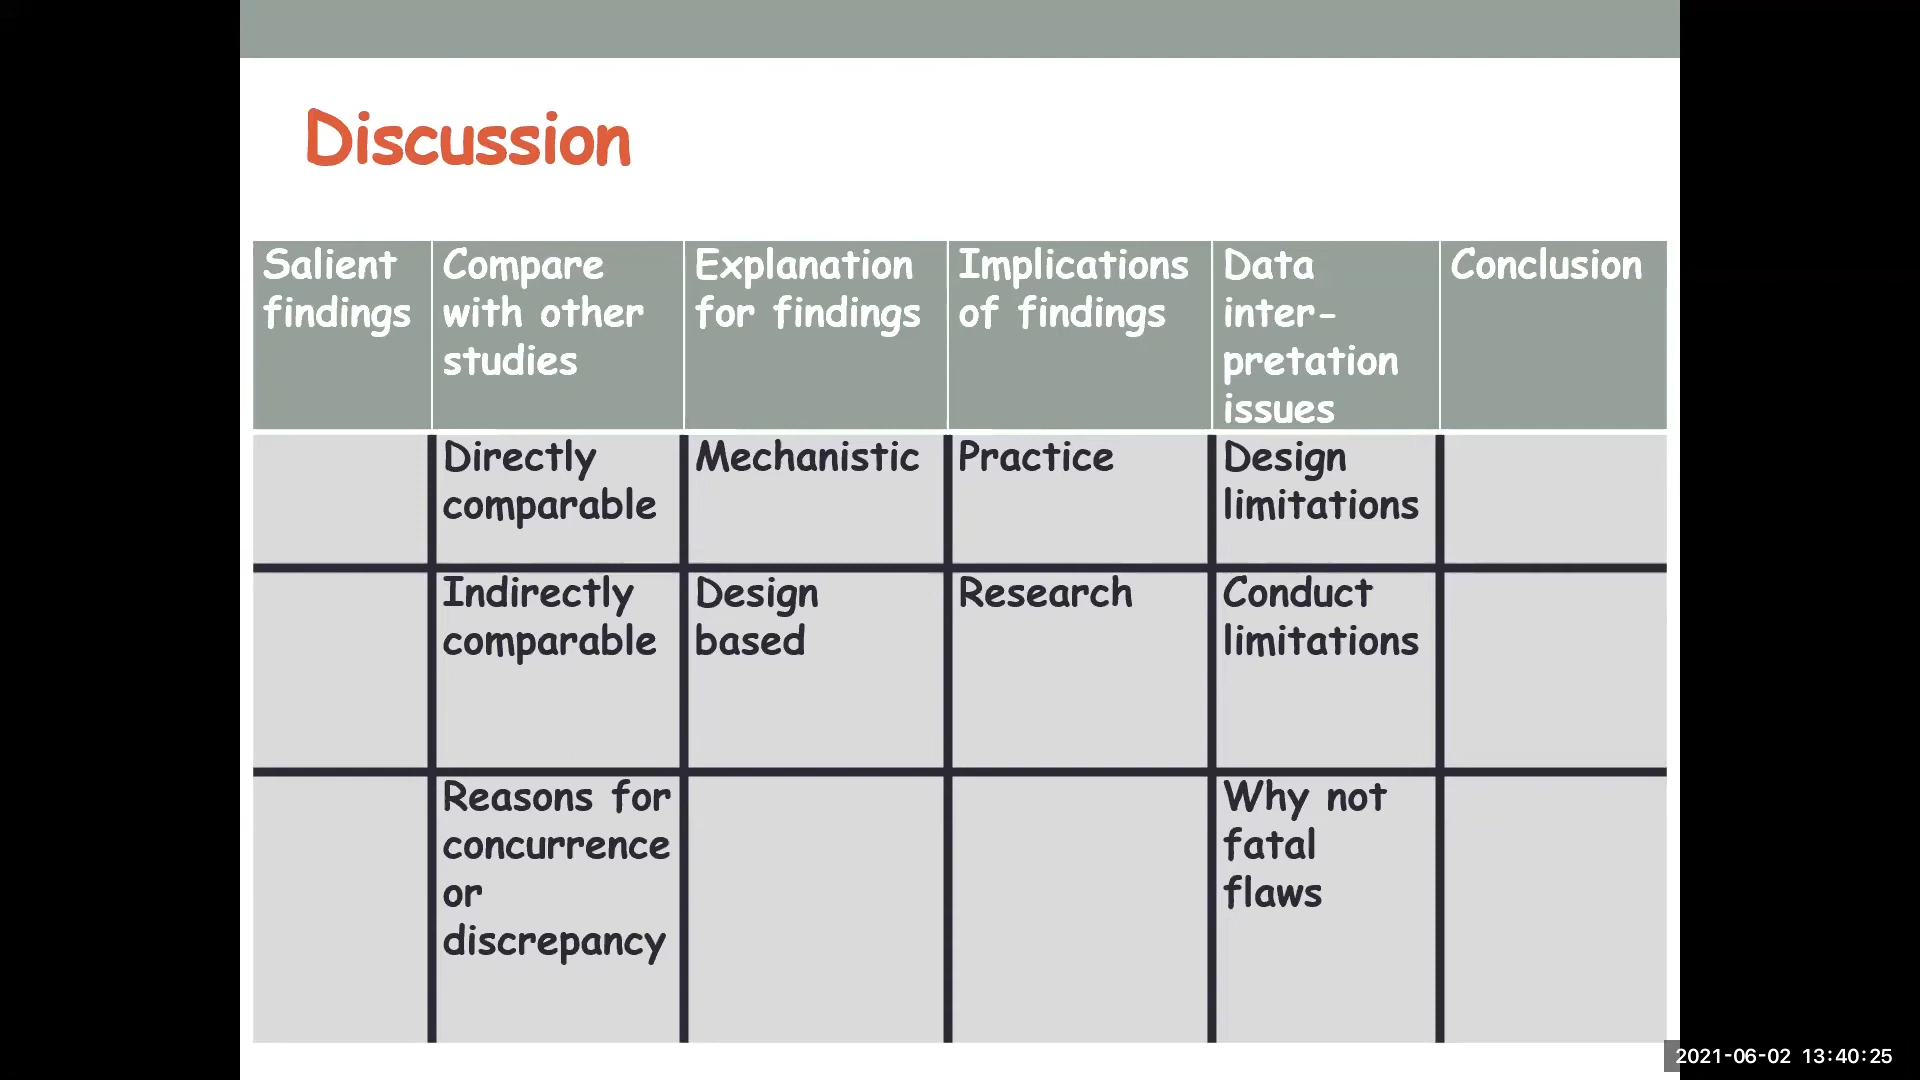 Discussion
Salient
findings
Compare
with other
studies
Explanation
for findings
Implications
of findings
Data
inter-
pretation
issues
Conclusion
Directly
comparable
Mechanistic
Practice
Design
limitations
Indirectly
comparable
Design
based
Research
Conduct
limitations
Reasons for
concurrence
or
discrepancy
Why not
fatal
flaws
2021-06-02 13:40:25